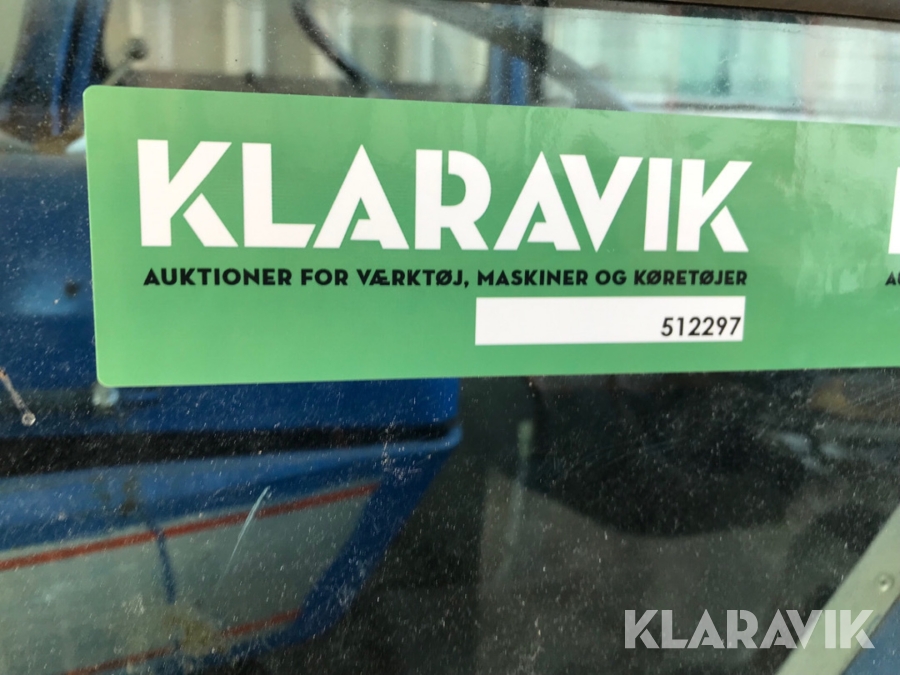 KLARAVIK
AUKTIONER FOR VÆRKTØJ, MASKINER OG KØRETØJER
512297
KLARAVIK